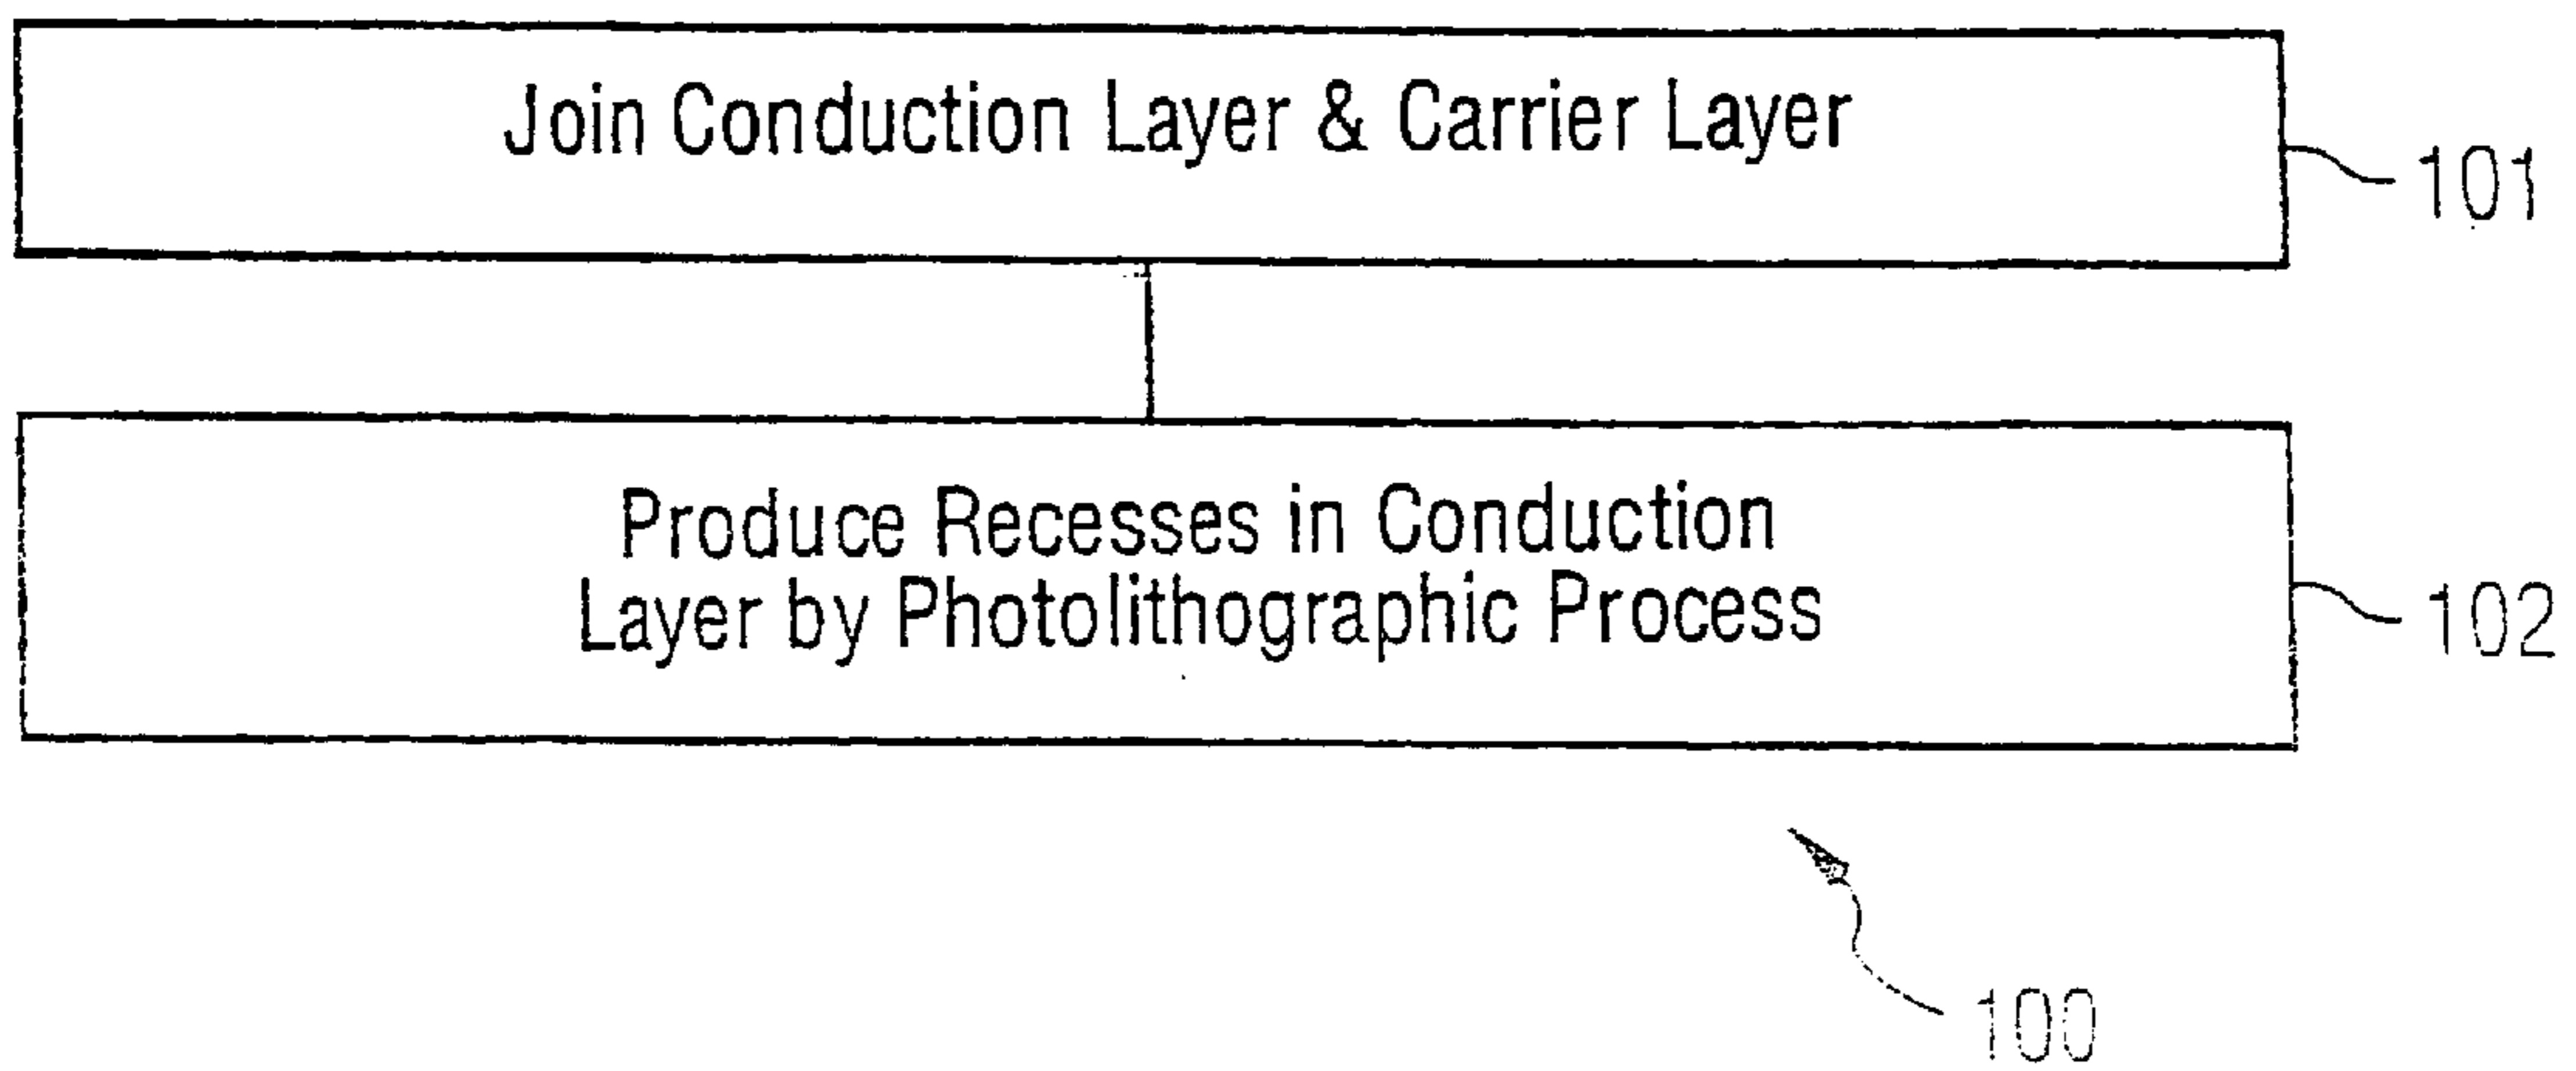 Join Conduction Layer & Carrier Layer
101
Produce Recesses in Conduction
Layer by Photolithographic Process
102
100